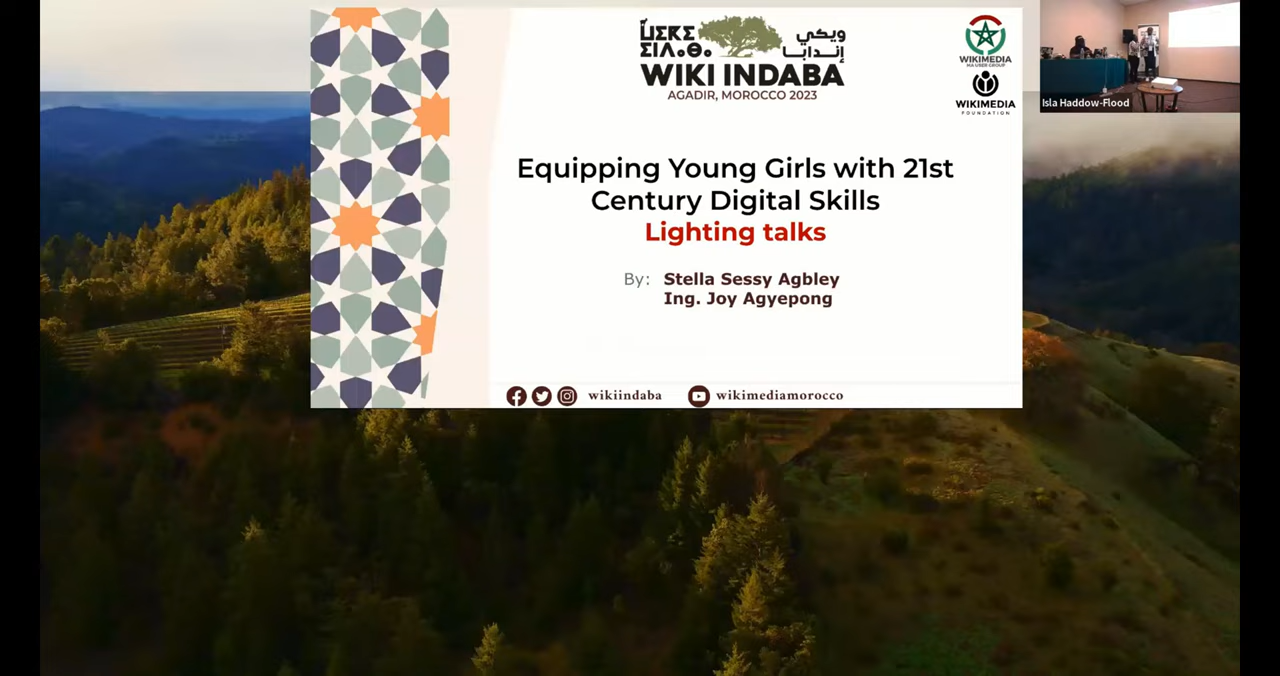 ⵡⵉⴽⵉ
ⵉⵏⴷⴰⴱⴰ
ويكي
إندابا
WIKI INDABA
AGADIR, MOROCCO 2023
WIKIMEDIA
MA USER GROUP
WIKIMEDIA
FOUNDATION
Isla Haddow-Flood
Equipping Young Girls with 21st
Century Digital Skills
Lighting talks
By: Stella Sessy Agbley
Ing. Joy Agyepong
wikiindaba wikimediamorocco